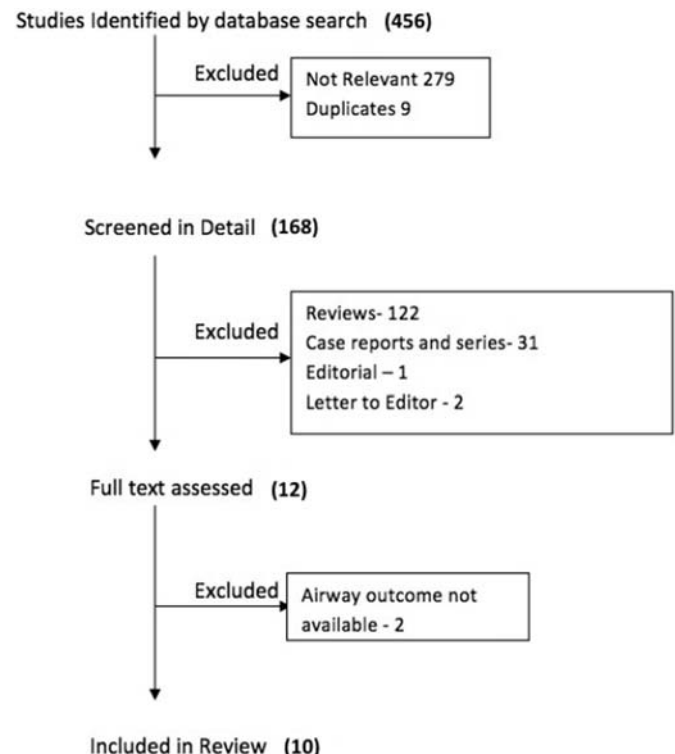 Studies Identified by database search (456)
Excluded
Not Relevant 279
Duplicates 9
Screened in Detail (168)
Excluded
Reviews- 122
Case reports and series- 31
Editorial – 1
Letter to Editor - 2
Full text assessed (12)
Excluded
Airway outcome not
available - 2
Included in Review (10)